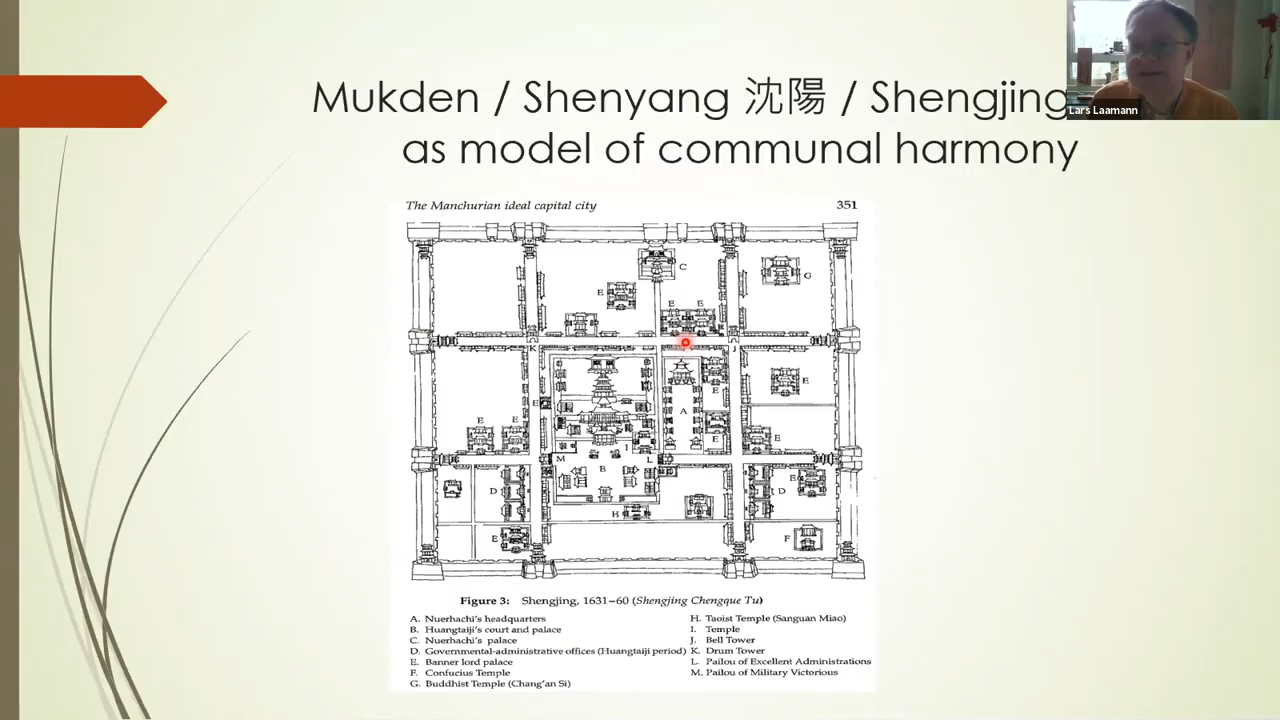 Mukden / Shenyang 沈陽 / Shengjing
as model of communal harmony
Lars Laamann
The Manchurian ideal capital city 351
C
G
E
E E
K J
E
E
A
E
E E
E
E
I
M L
B
D
D E
H
E
F
Figure 3: Shengjing, 1631–60 (Shengjing Chengque Tu)
A. Nuerhachi's headquarters
B. Huangtaiji's court and palace
C. Nuerhachi's palace
D. Governmental-administrative offices (Huangtaiji period)
E. Banner lord palace
F. Confucius Temple
G. Buddhist Temple (Chang'an Si)
H. Taoist Temple (Sanguan Miao)
I. Temple
J. Bell Tower
K. Drum Tower
L. Pailou of Excellent Administrations
M. Pailou of Military Victorious